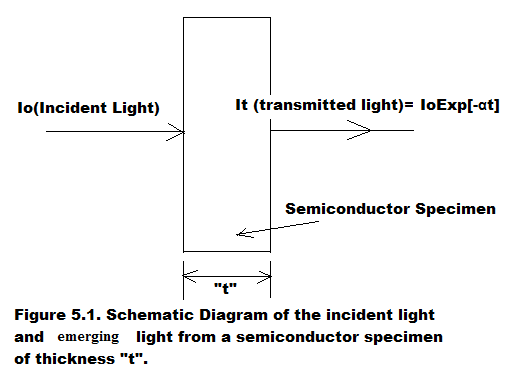 Io(Incident Light)
It (transmitted light)= IoExp[-αt]
Semiconductor Specimen
"t"
Figure 5.1. Schematic Diagram of the incident light
and emerging light from a semiconductor specimen
of thickness "t".